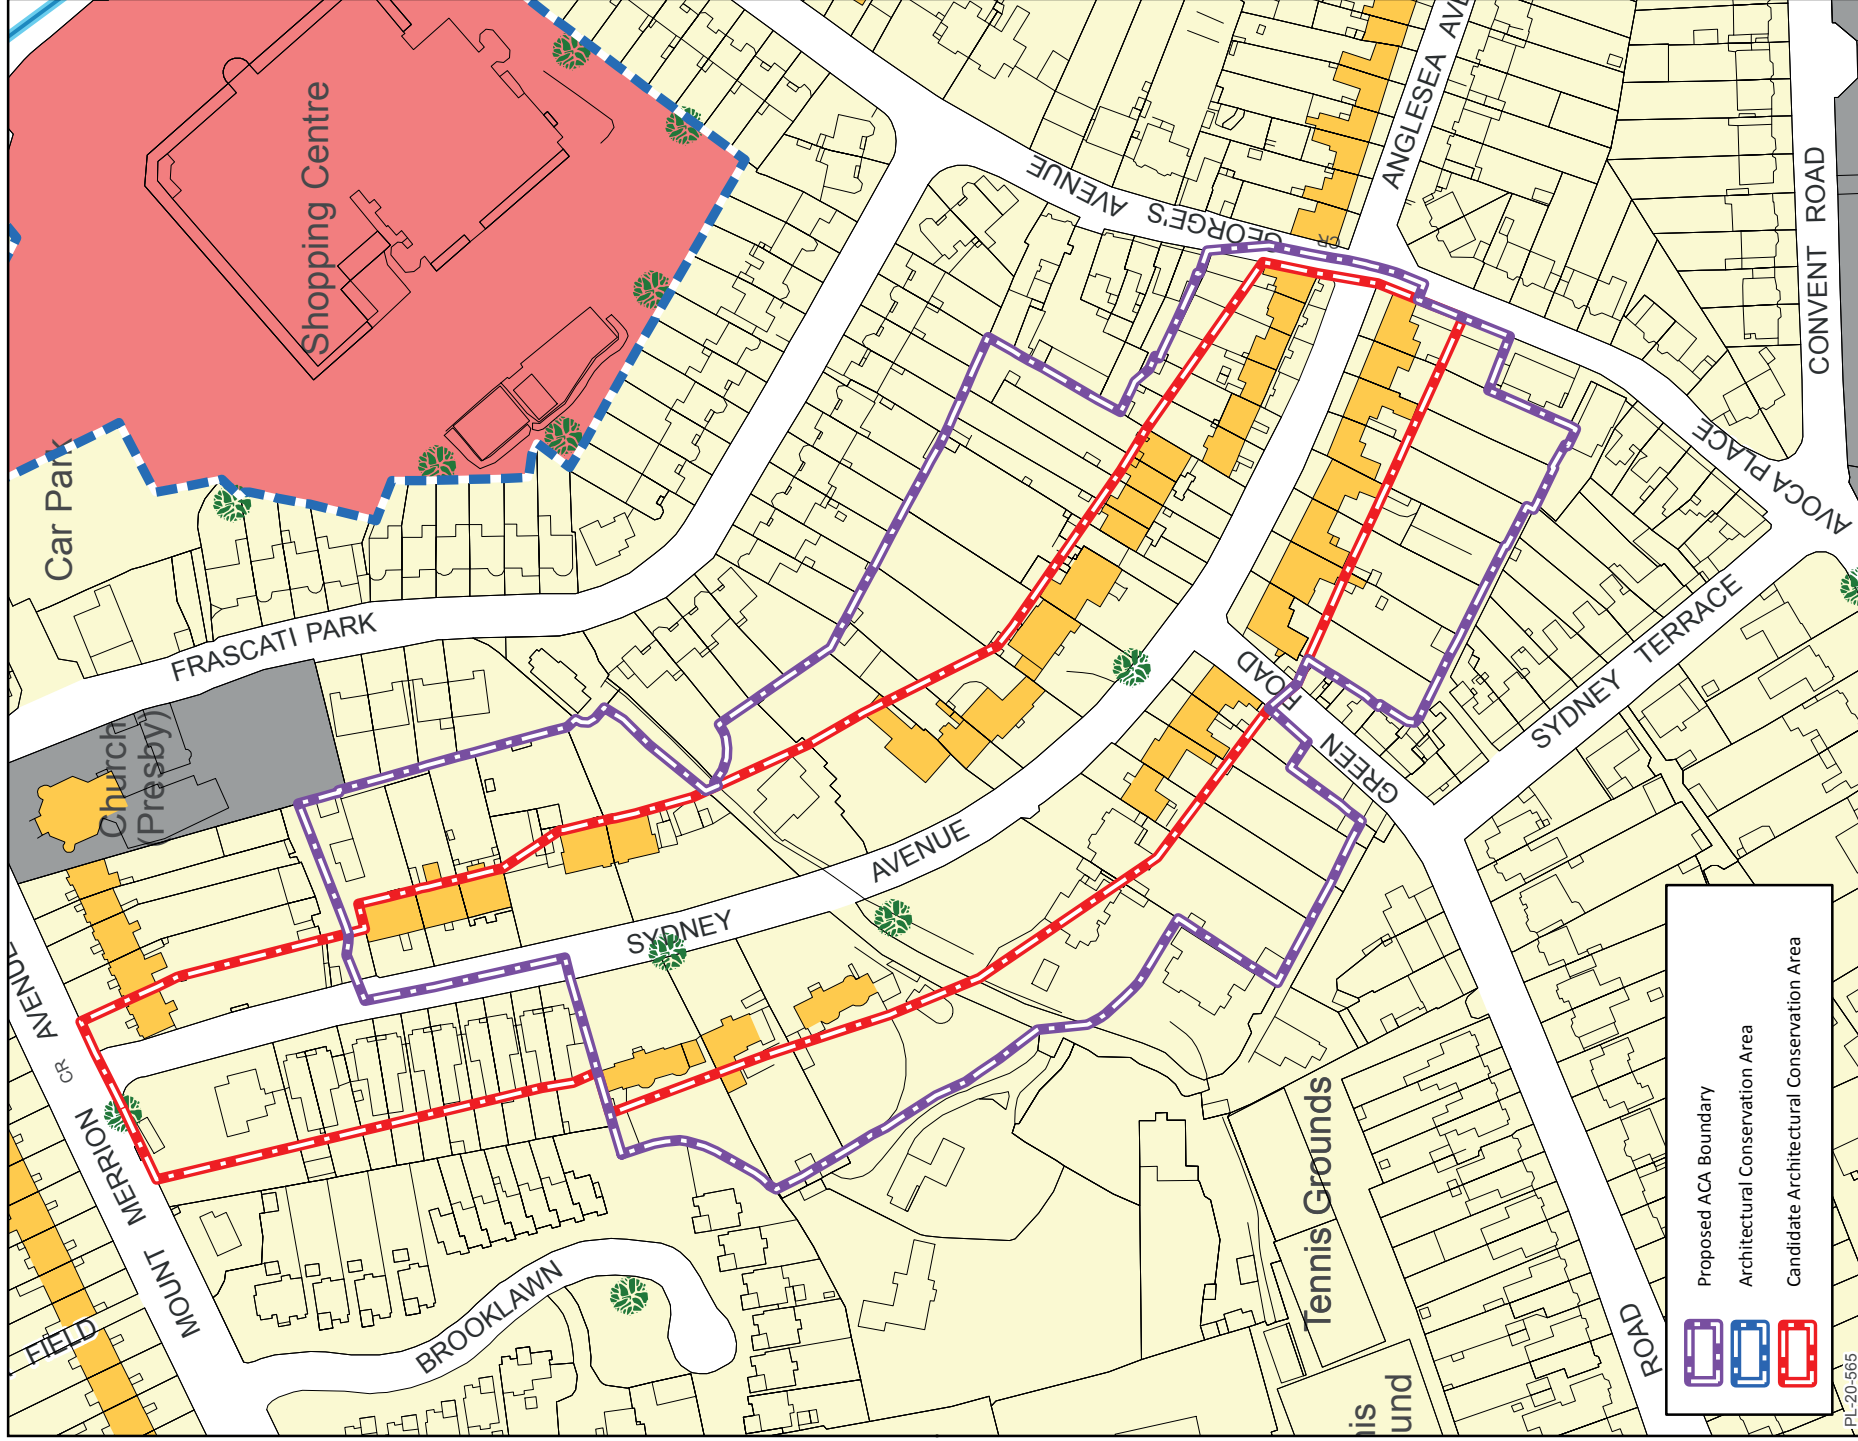 Shopping Centre
Car Park
FRASCATI PARK
Church
(Presby)
AVENUE
CR
MOUNT MERRION
FIELD
BROOKLAWN
SYDNEY
AVENUE
GEORGE'S AVENUE
CR
ANGLESEA AVE
CONVENT ROAD
AVOCA PLACE
SYDNEY TERRACE
GREEN ROAD
ROAD
Tennis Grounds
nis
und
Proposed ACA Boundary
Architectural Conservation Area
Candidate Architectural Conservation Area
PL-20-565